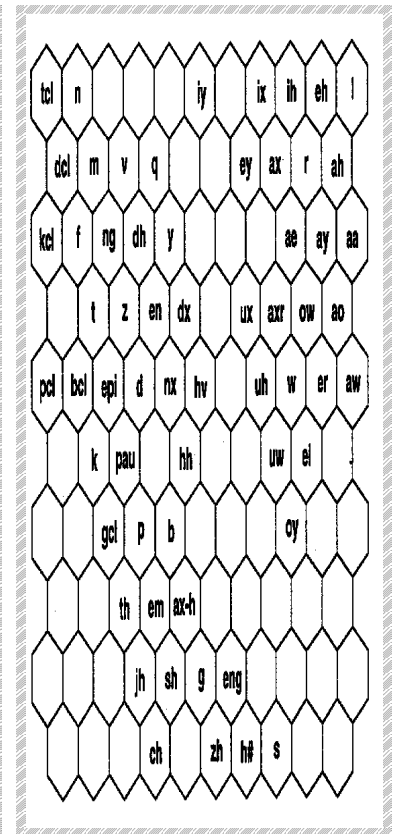 tcl n iy ix ih eh l
dcl m v q ey ax r ah
kcl f ng dh y ae ay aa
t z en dx ux axr ow ao
pcl bcl epi d nx hv uh w er aw
k pau hh uw el
gcl p b oy
th em ax-h
jh sh g eng
ch zh h# s